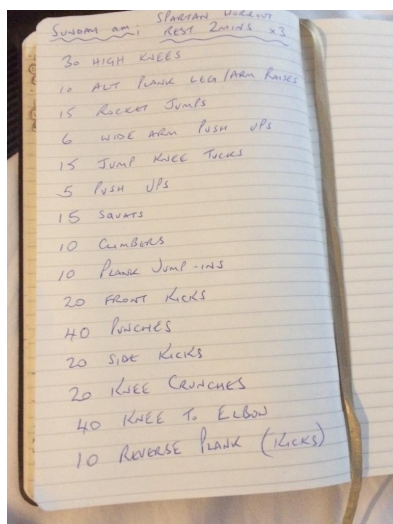 SPARTAN WORKOUT
SUNDAY am: REST 2MINS x3
30 HIGH KNEES
10 ALT PLANK LEG/ARM RAISES
15 ROCKET JUMPS
6 WIDE ARM PUSH UPS
15 JUMP KNEE TUCKS
5 PUSH UPS
15 SQUATS
10 CLIMBERS
10 PLANK JUMP-INS
20 FRONT KICKS
40 PUNCHES
20 SIDE KICKS
20 KNEE CRUNCHES
40 KNEE TO ELBOW
10 REVERSE PLANK (KICKS)